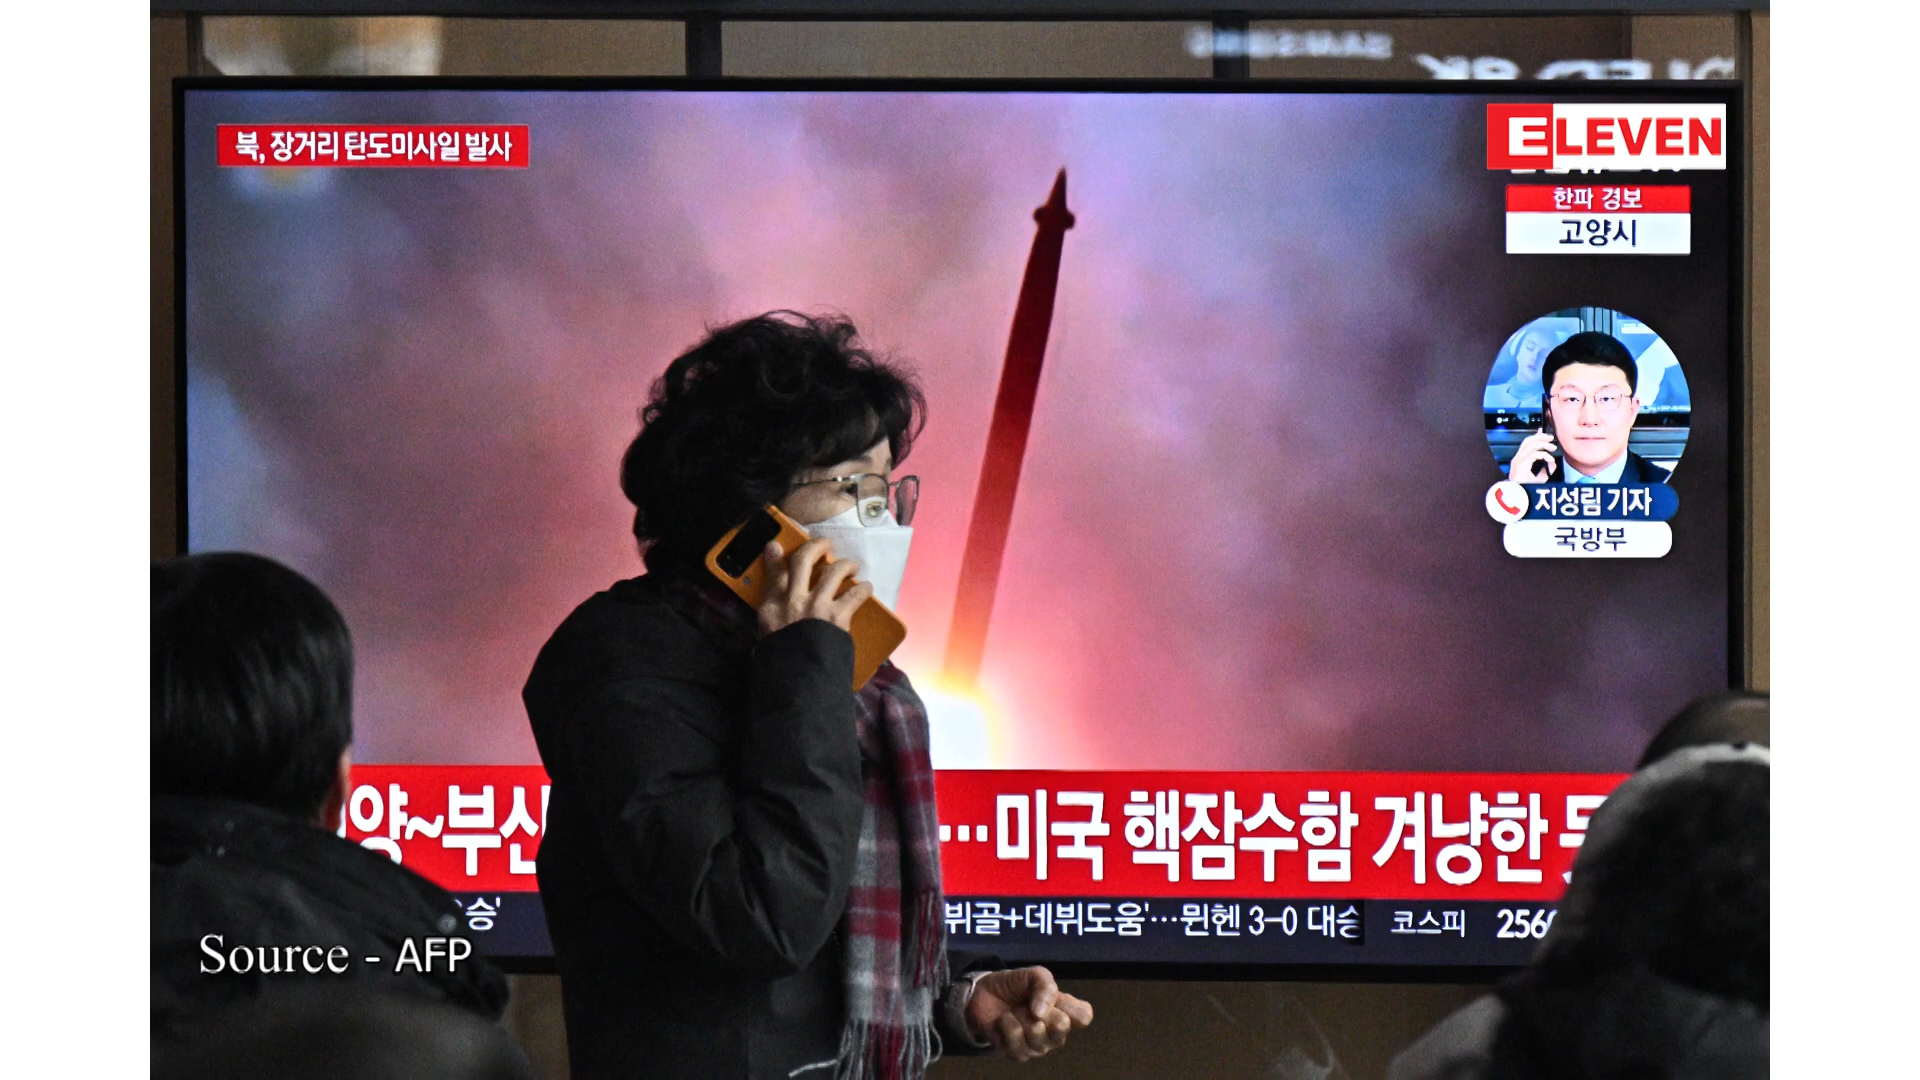 북, 장거리 탄도미사일 발사
ELEVEN
한파 경보
고양시
지성림 기자
국방부
양~부산
…미국 핵잠수함 겨냥한
승'
뷔골+데뷔도움'…뮌헨 3-0 대승
코스피 256
Source - AFP